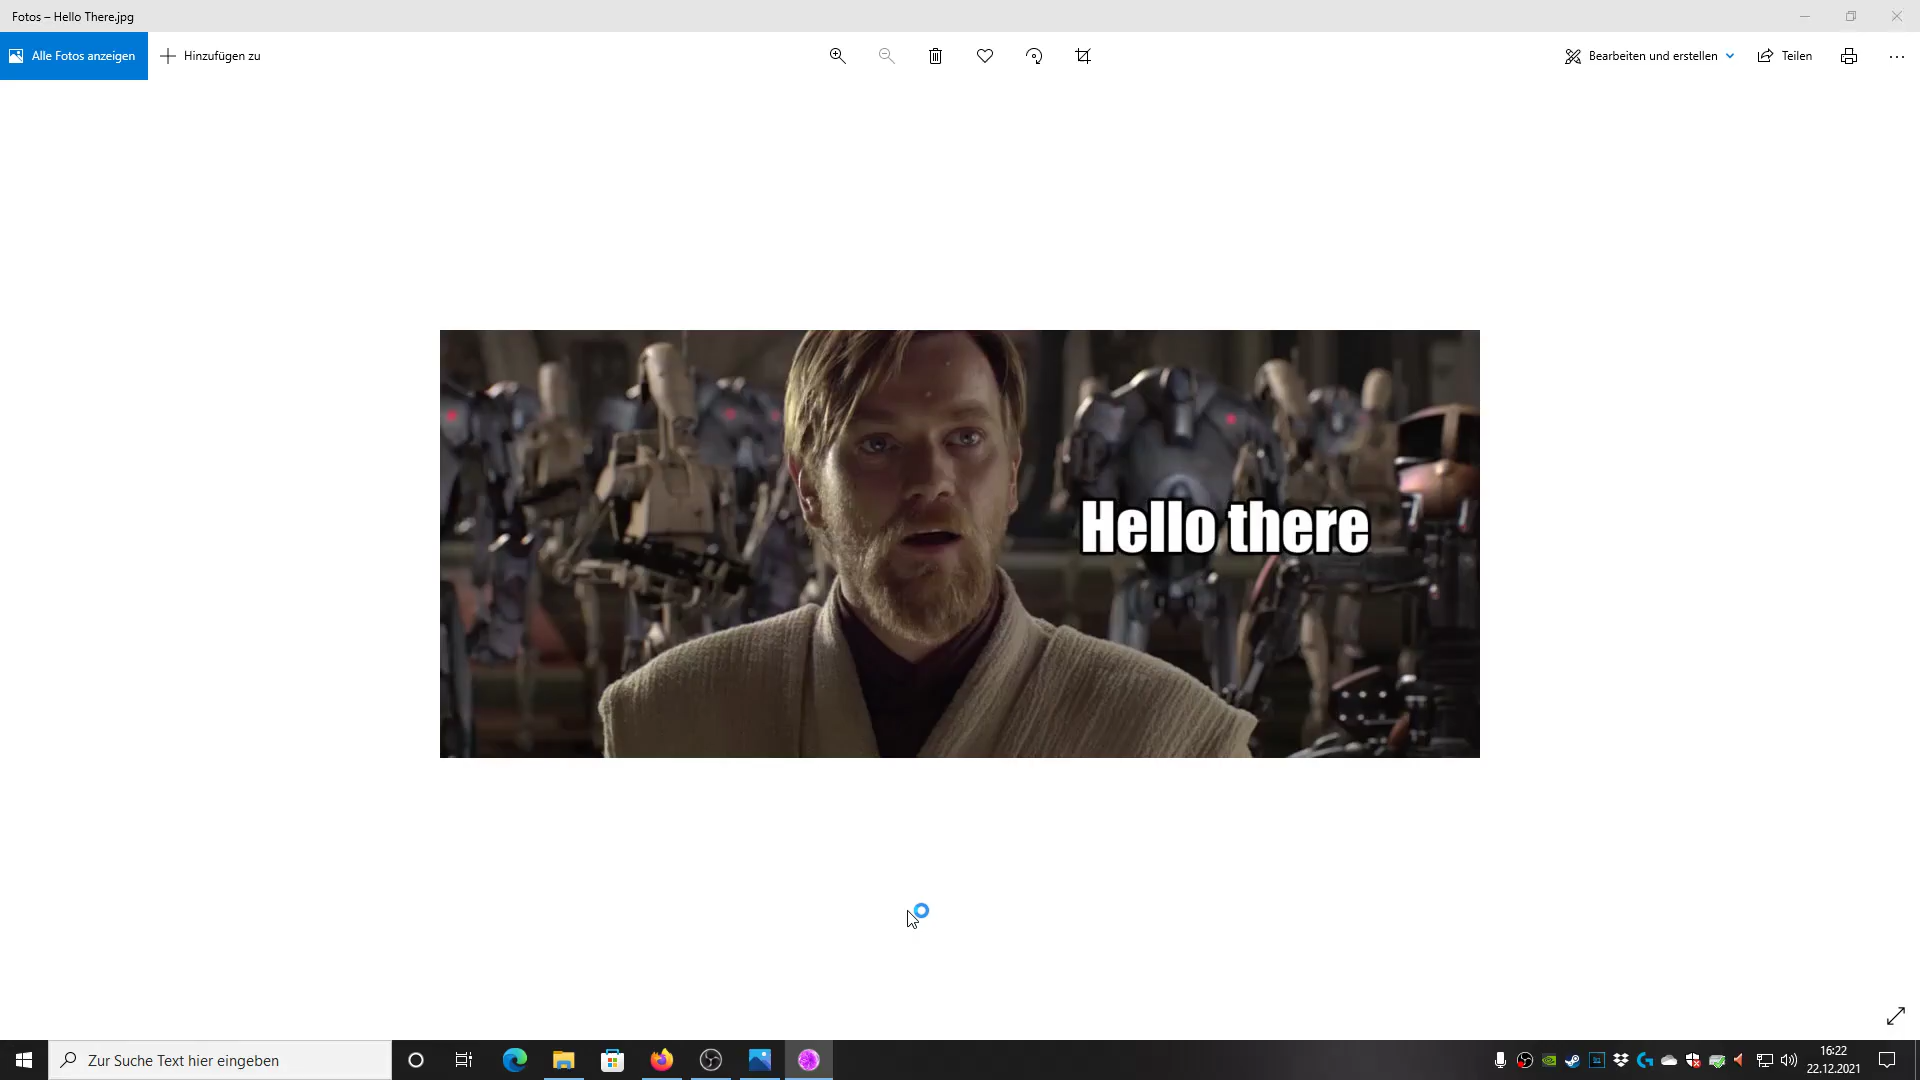 Fotos – Hello There.jpg
Alle Fotos anzeigen
Hinzufügen zu
Bearbeiten und erstellen
Teilen
Hello there
Zur Suche Text hier eingeben
16:22
22.12.2021